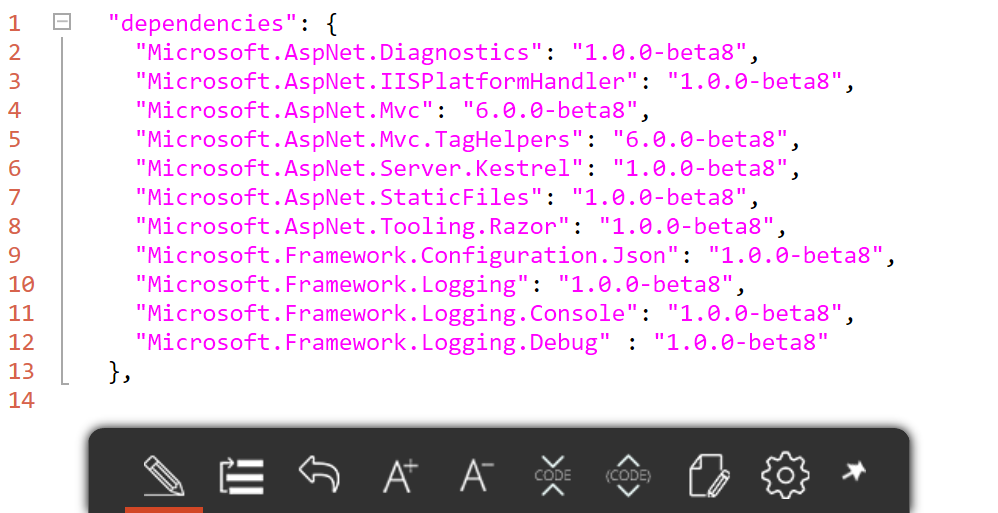 1 "dependencies": {
2 "Microsoft.AspNet.Diagnostics": "1.0.0-beta8",
3 "Microsoft.AspNet.IISPlatformHandler": "1.0.0-beta8",
4 "Microsoft.AspNet.Mvc": "6.0.0-beta8",
5 "Microsoft.AspNet.Mvc.TagHelpers": "6.0.0-beta8",
6 "Microsoft.AspNet.Server.Kestrel": "1.0.0-beta8",
7 "Microsoft.AspNet.StaticFiles": "1.0.0-beta8",
8 "Microsoft.AspNet.Tooling.Razor": "1.0.0-beta8",
9 "Microsoft.Framework.Configuration.Json": "1.0.0-beta8",
10 "Microsoft.Framework.Logging": "1.0.0-beta8",
11 "Microsoft.Framework.Logging.Console": "1.0.0-beta8",
12 "Microsoft.Framework.Logging.Debug" : "1.0.0-beta8"
13 },
14
A+ A- CODE (CODE)